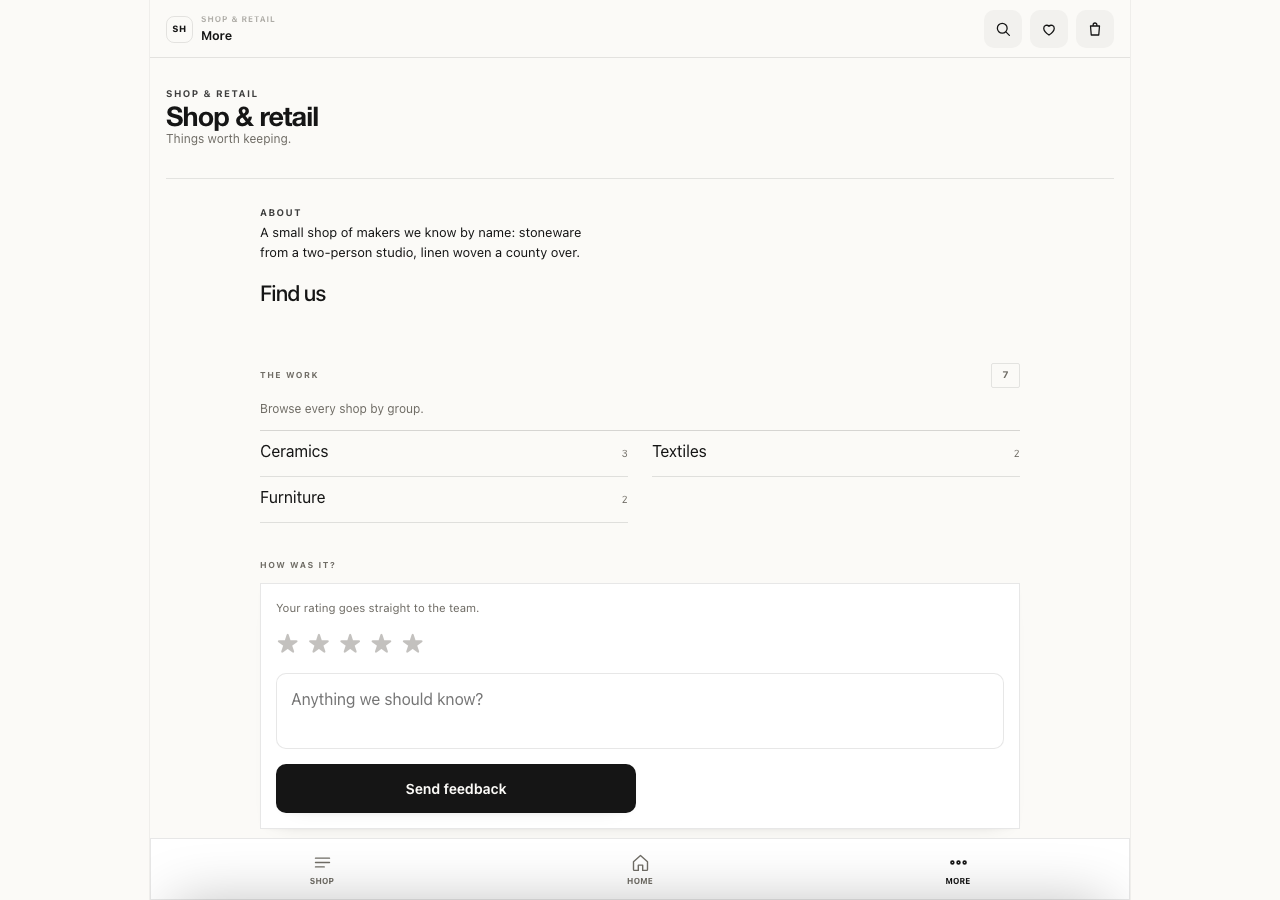 SH
SHOP & RETAIL
More
SHOP & RETAIL
Shop & retail
Things worth keeping.
ABOUT
A small shop of makers we know by name: stoneware
from a two-person studio, linen woven a county over.
Find us
THE WORK
7
Browse every shop by group.
Ceramics 3
Textiles 2
Furniture 2
HOW WAS IT?
Your rating goes straight to the team.
Anything we should know?
Send feedback
SHOP
HOME
MORE